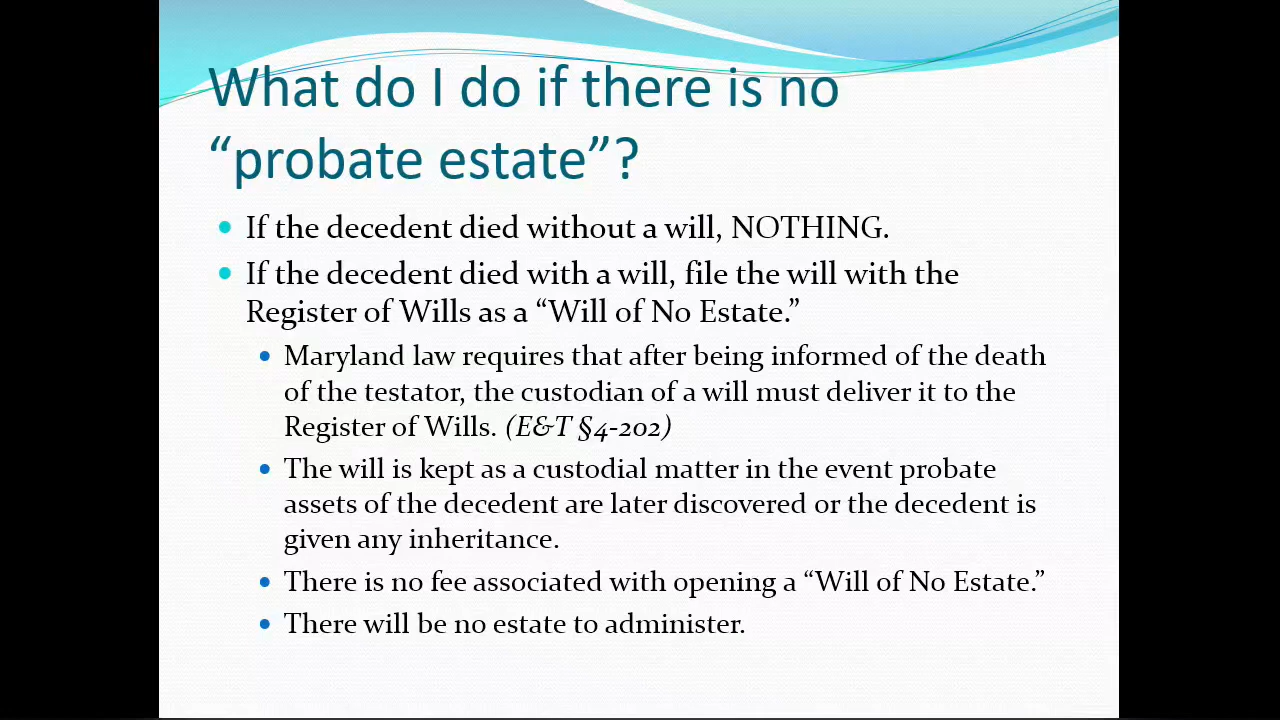 What do I do if there is no
“probate estate”?
• If the decedent died without a will, NOTHING.
• If the decedent died with a will, file the will with the
Register of Wills as a “Will of No Estate.”
• Maryland law requires that after being informed of the death
of the testator, the custodian of a will must deliver it to the
Register of Wills. (E&T §4-202)
• The will is kept as a custodial matter in the event probate
assets of the decedent are later discovered or the decedent is
given any inheritance.
• There is no fee associated with opening a “Will of No Estate.”
• There will be no estate to administer.